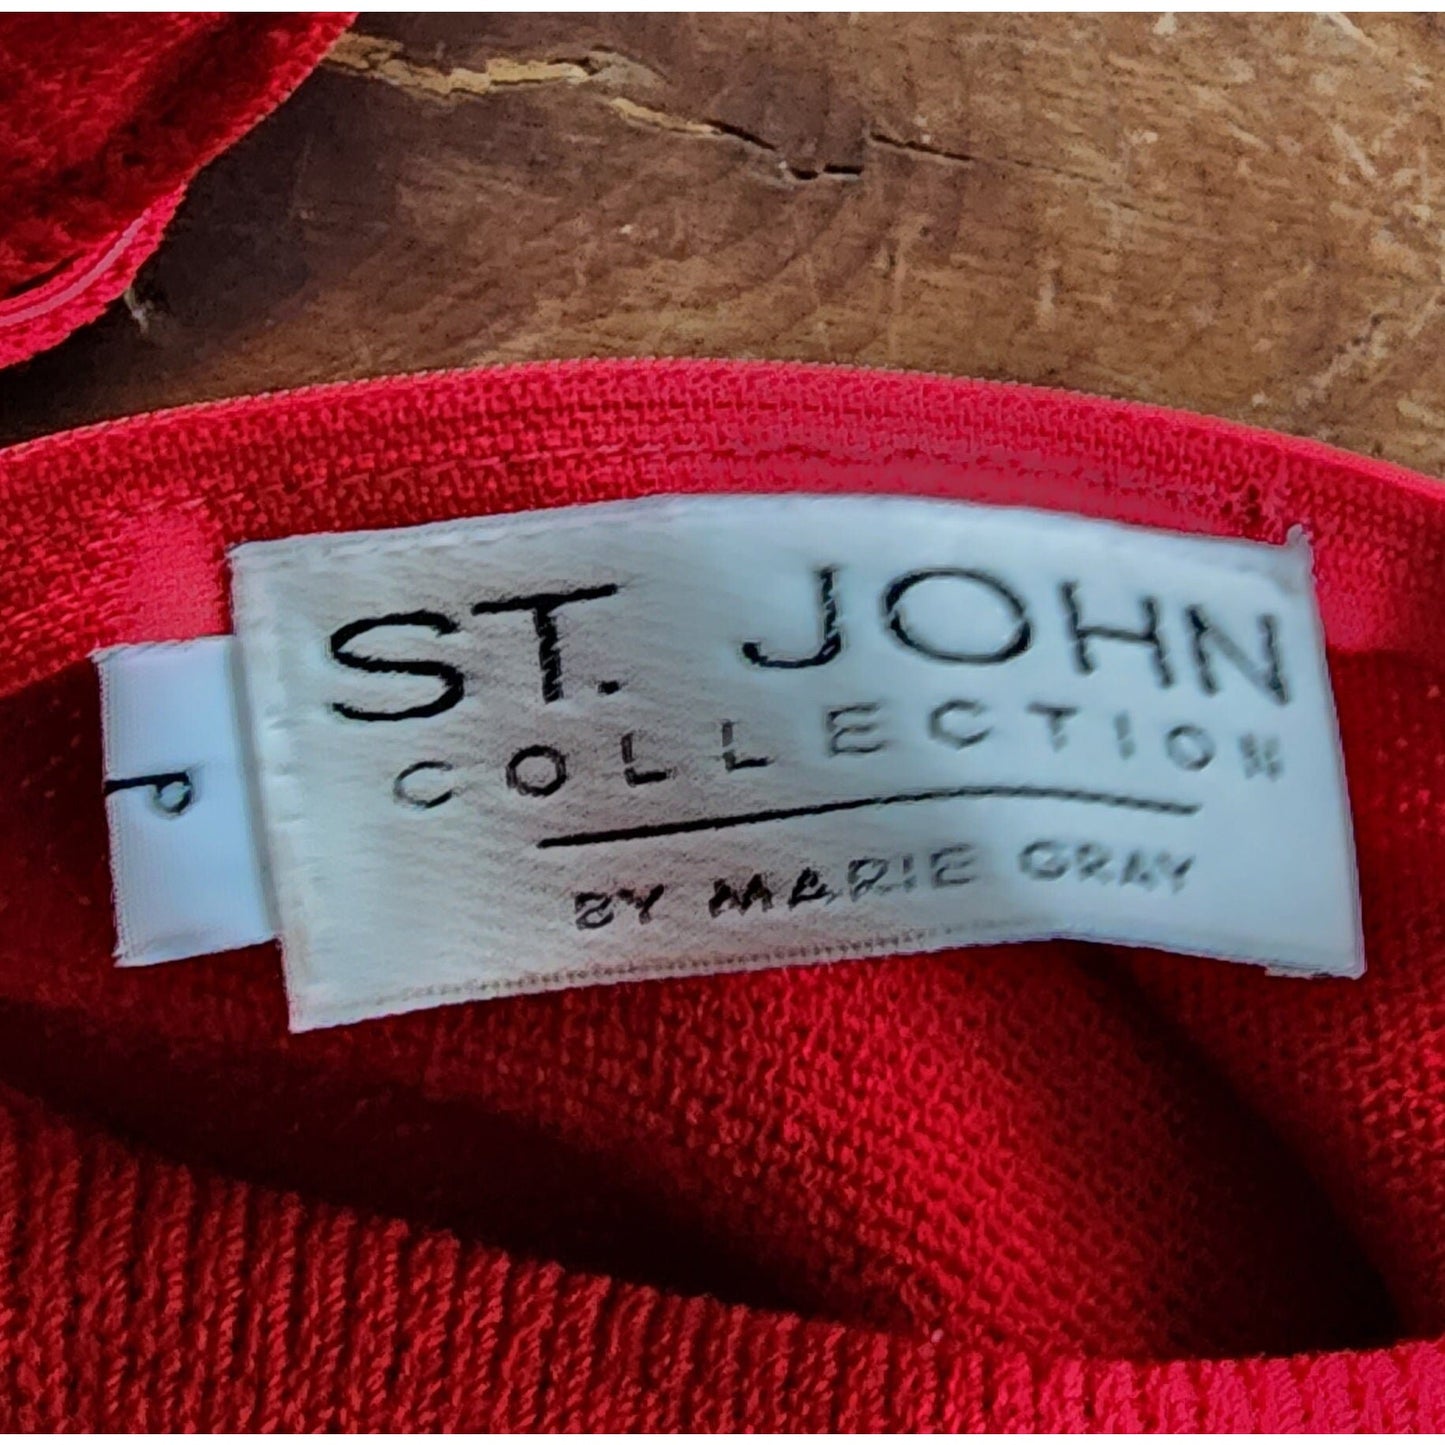 ST. JOHN
COLLECTION
BY MARIE GRAY
P